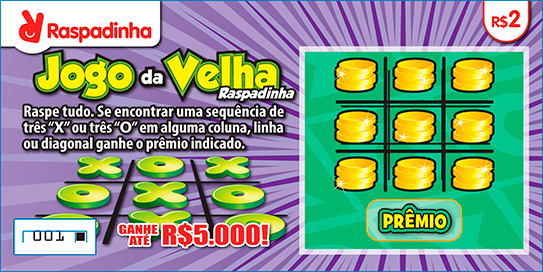 Raspadinha
R$2
Jogo da Velha
Raspadinha
Raspe tudo. Se encontrar uma sequência de
três “X” ou três “O” em alguma coluna, linha
ou diagonal ganhe o prêmio indicado.
X O X
O X O
O X
GANHE
ATÉ R$5.000!
PRÊMIO